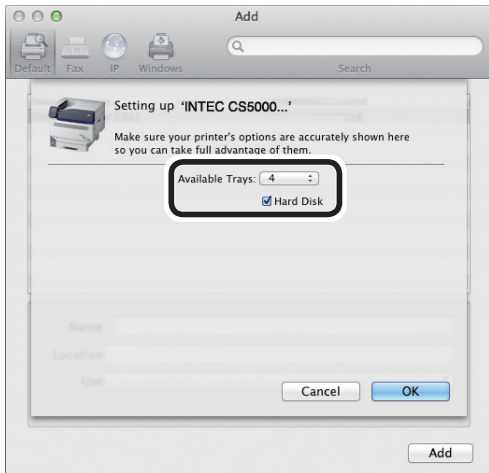 Add
Default Fax IP Windows Search
Setting up 'INTEC CS5000...'
Make sure your printer's options are accurately shown here
so you can take full advantage of them.
Available Trays: 4
Hard Disk
Name:
Location:
Use:
Cancel OK
Add